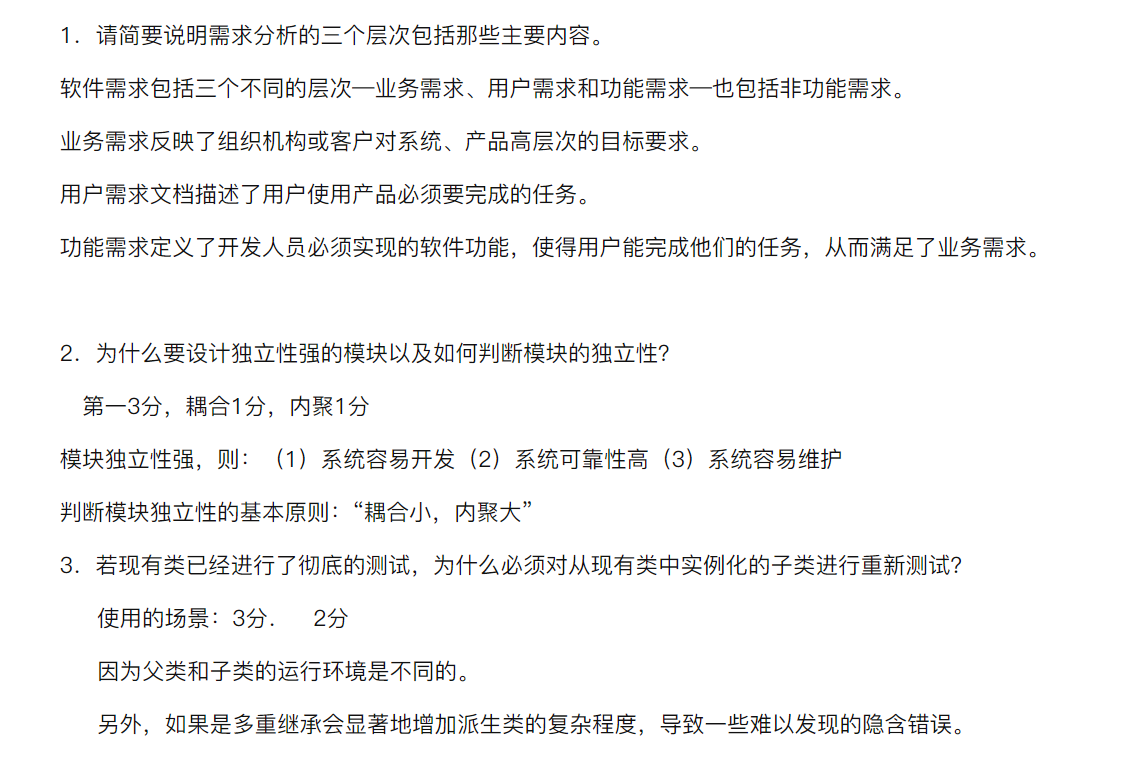 1．请简要说明需求分析的三个层次包括那些主要内容。
软件需求包括三个不同的层次—业务需求、用户需求和功能需求—也包括非功能需求。
业务需求反映了组织机构或客户对系统、产品高层次的目标要求。
用户需求文档描述了用户使用产品必须要完成的任务。
功能需求定义了开发人员必须实现的软件功能，使得用户能完成他们的任务，从而满足了业务需求。
2．为什么要设计独立性强的模块以及如何判断模块的独立性?
第一3分，耦合1分，内聚1分
模块独立性强，则：（1）系统容易开发（2）系统可靠性高（3）系统容易维护
判断模块独立性的基本原则：“耦合小，内聚大”
3．若现有类已经进行了彻底的测试，为什么必须对从现有类中实例化的子类进行重新测试?
使用的场景：3分． 2分
因为父类和子类的运行环境是不同的。
另外，如果是多重继承会显著地增加派生类的复杂程度，导致一些难以发现的隐含错误。